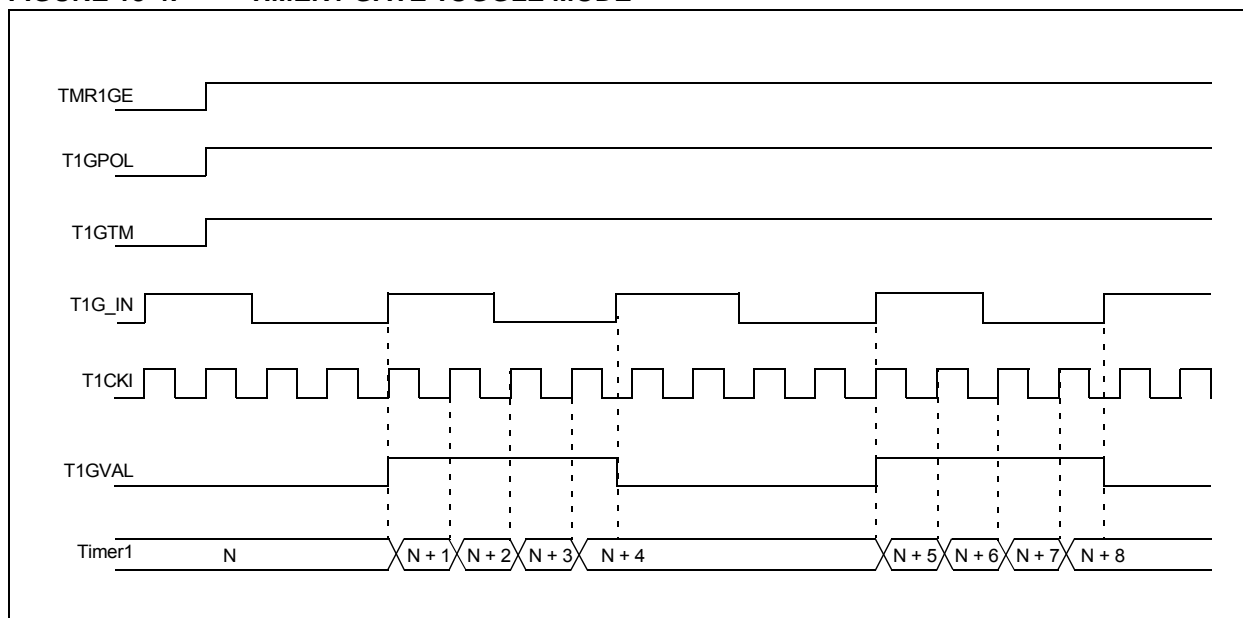 TMR1GE
T1GPOL
T1GTM
T1G_IN
T1CKI
T1GVAL
Timer1 N N + 1 N + 2 N + 3 N + 4 N + 5 N + 6 N + 7 N + 8